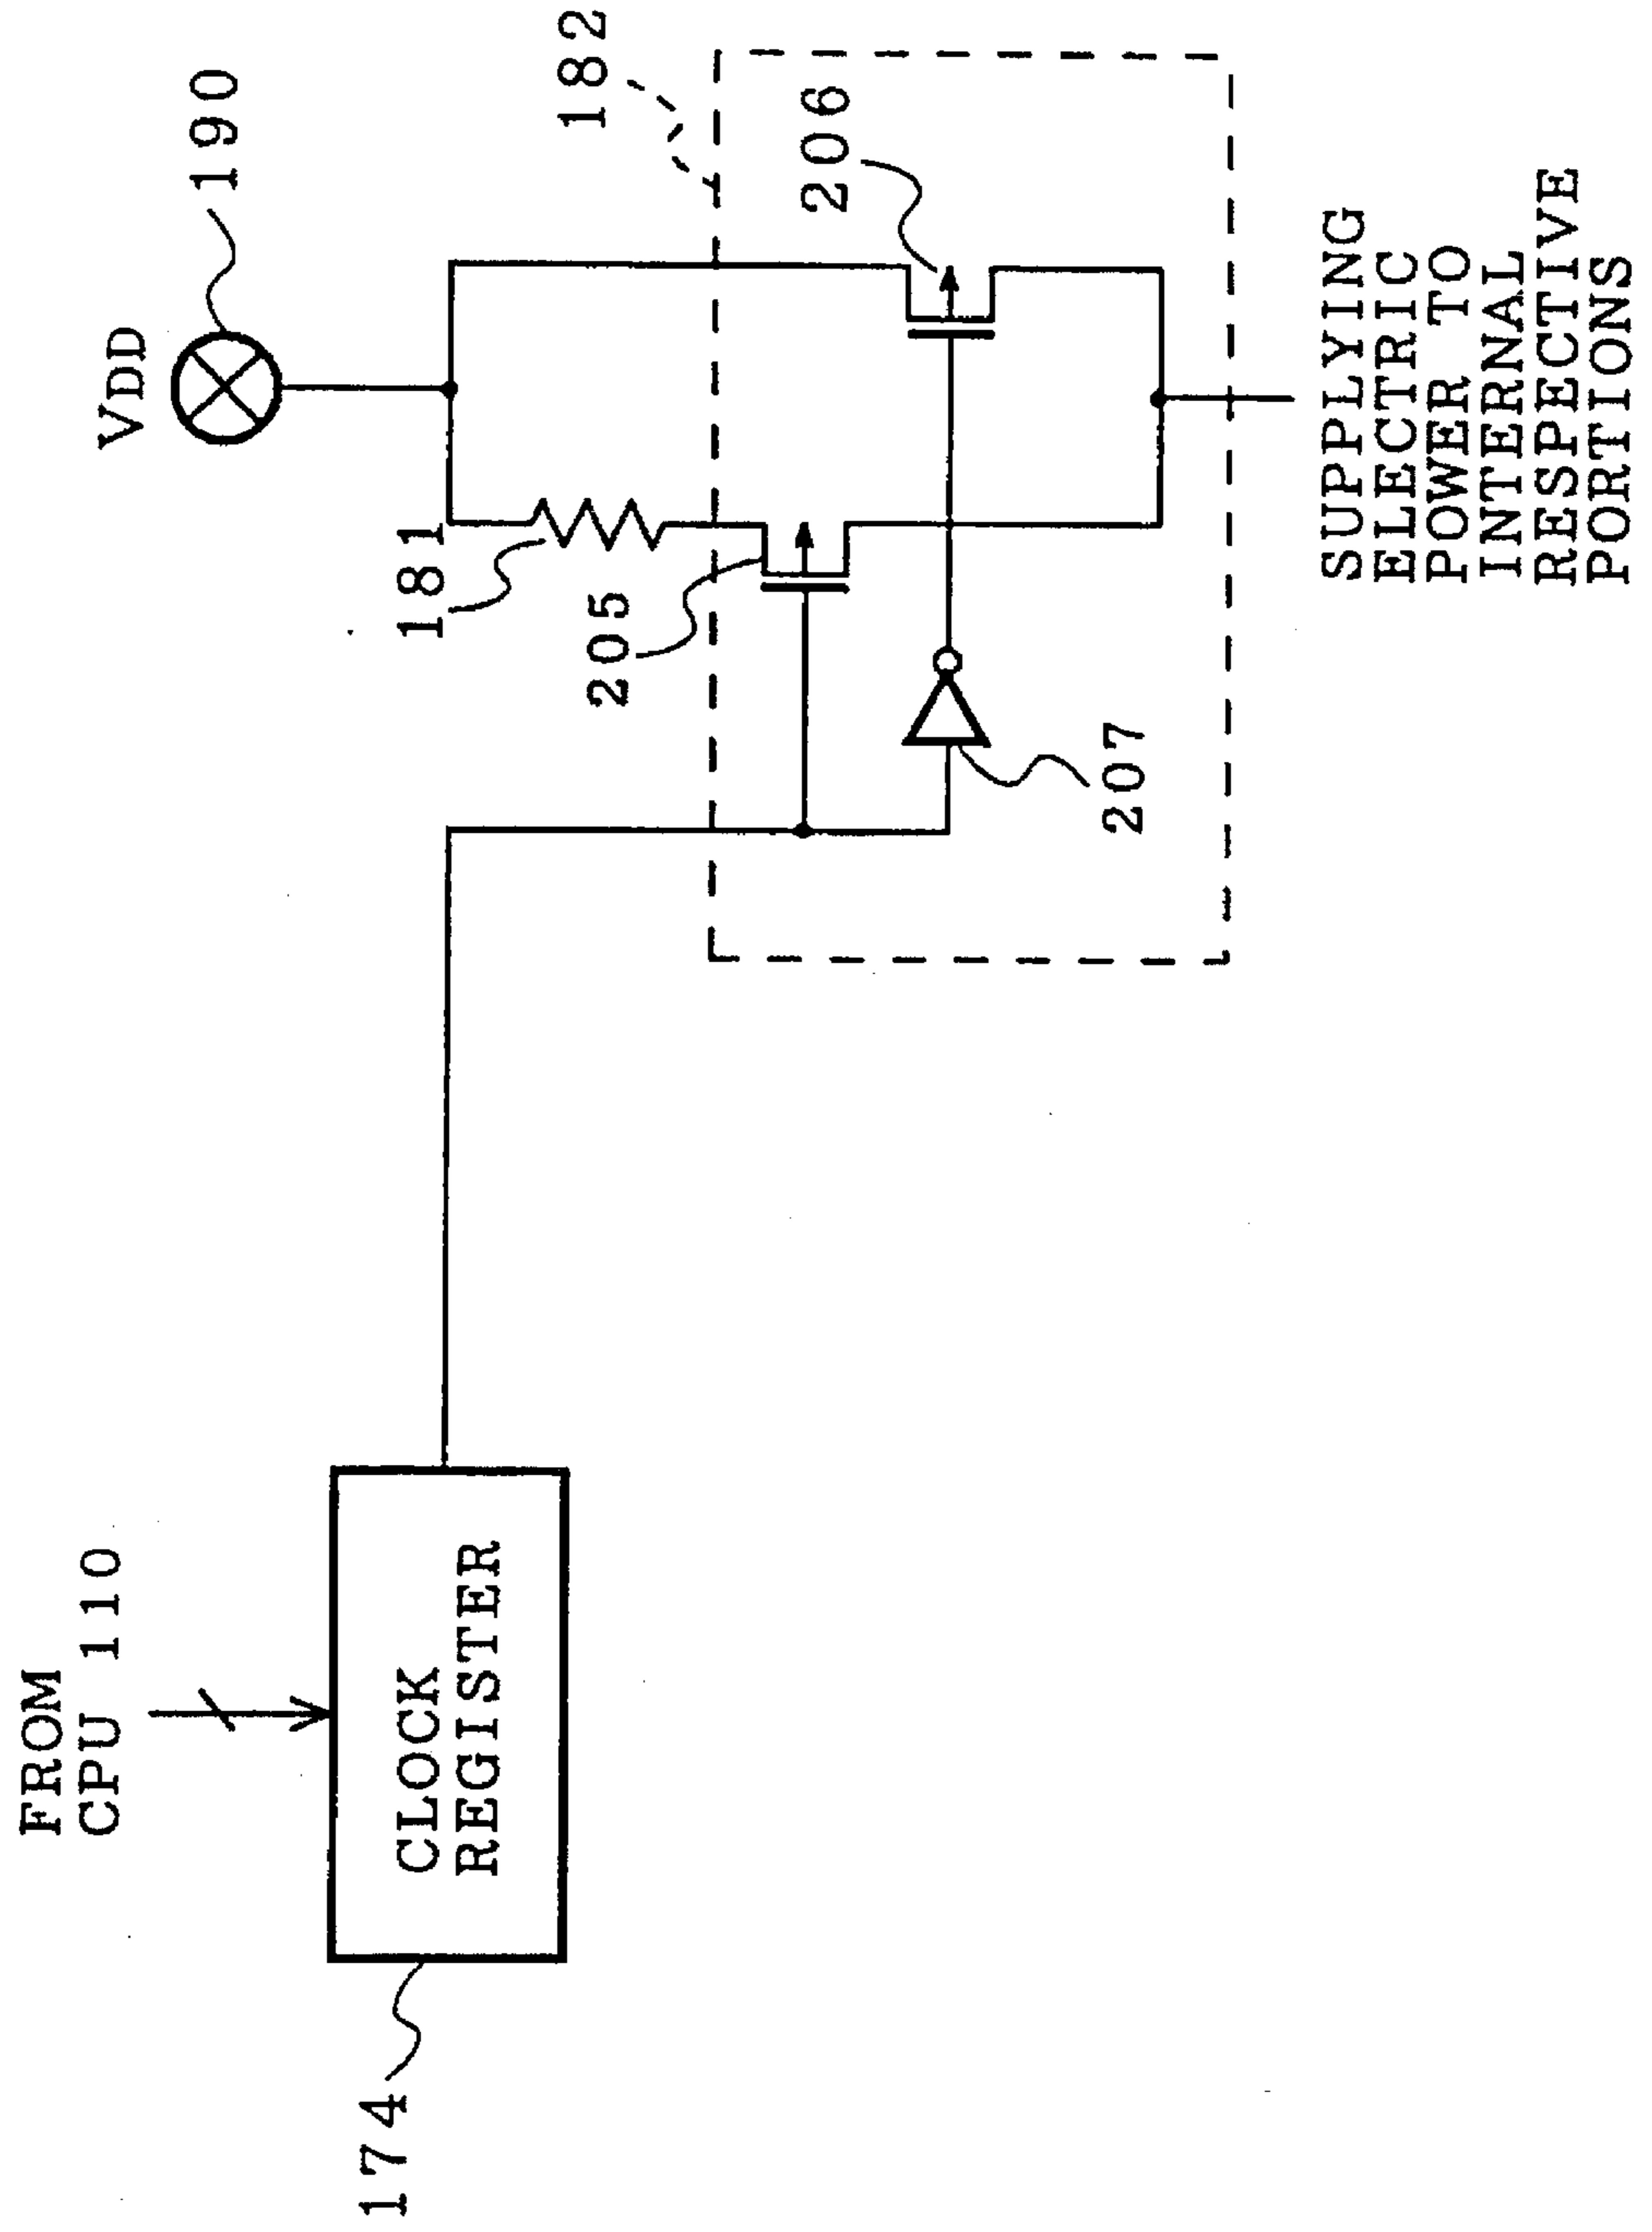 FROM
CPU 110
174
CLOCK
REGISTER
VDD
190
181
182
205
206
207
SUPPLYING
ELECTRIC
POWER TO
INTERNAL
RESPECTIVE
PORTIONS